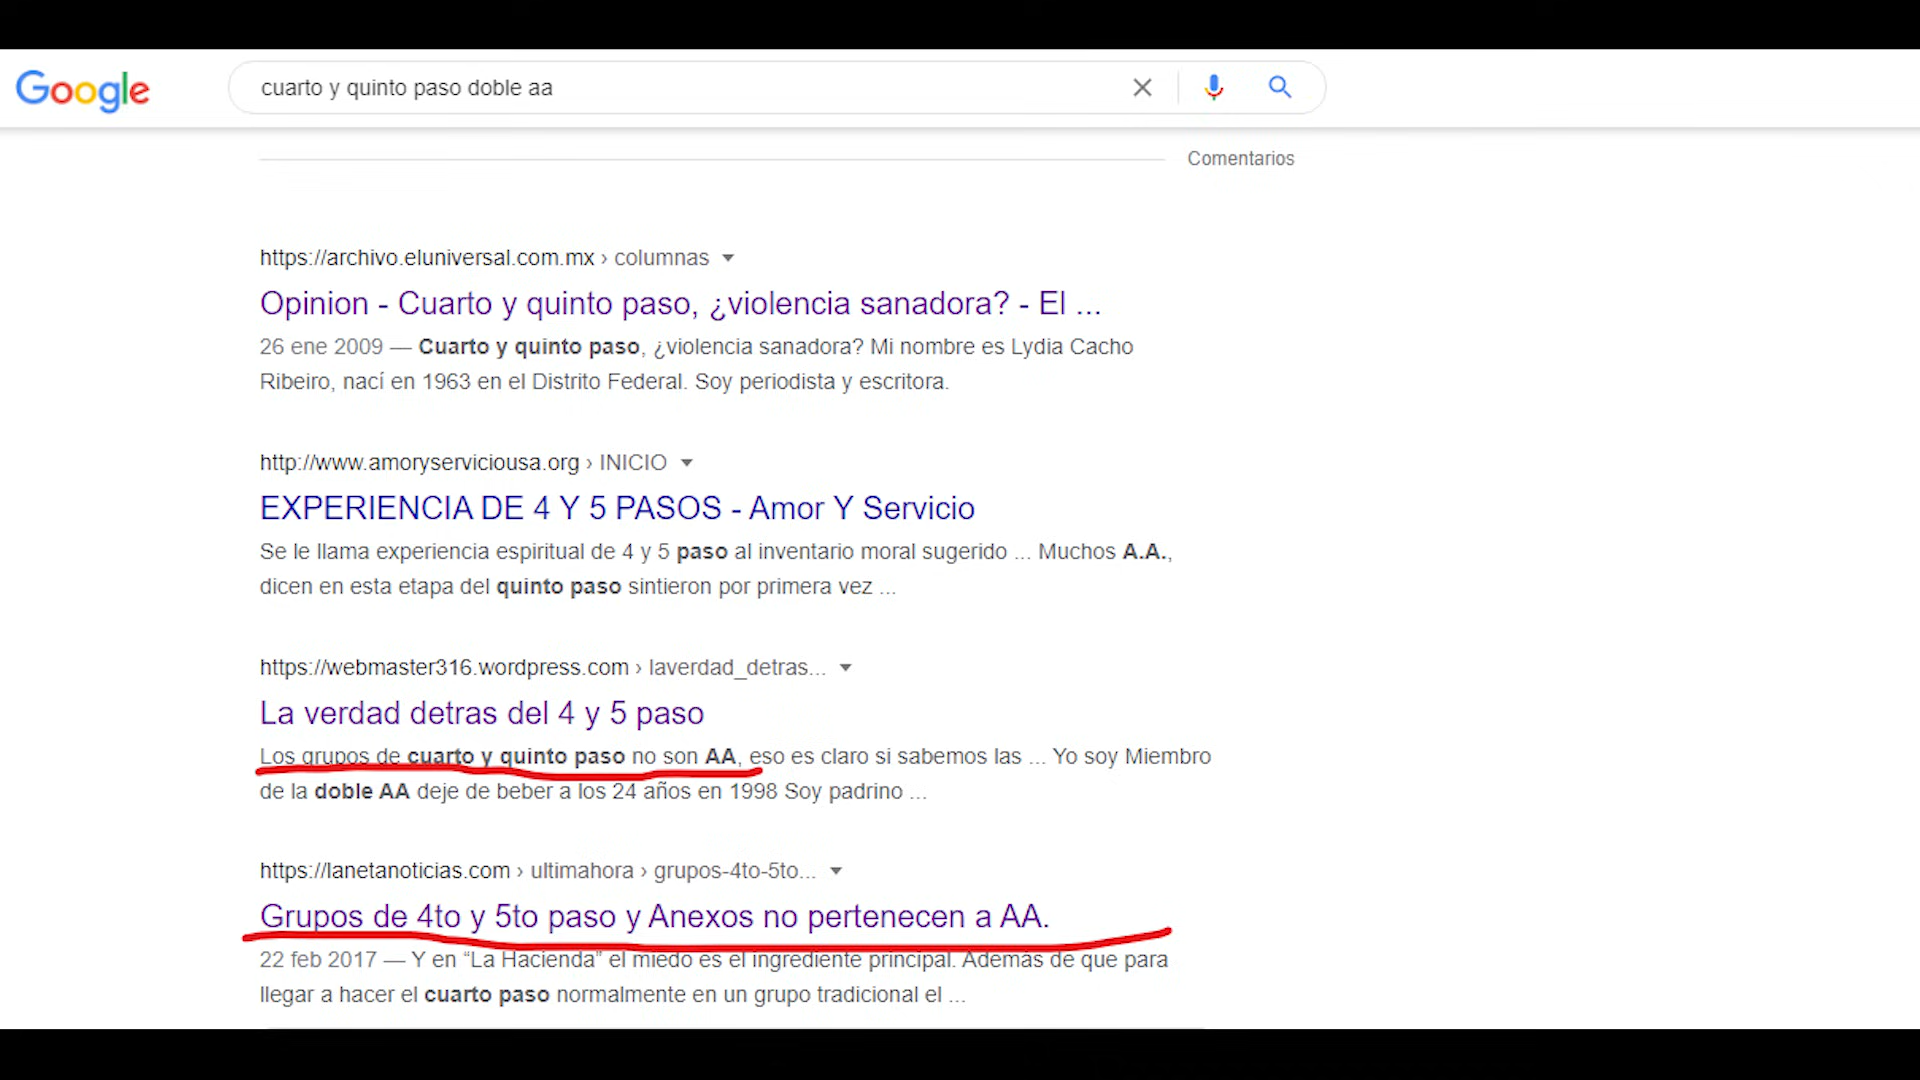 Google
cuarto y quinto paso doble aa
Comentarios
https://archivo.eluniversal.com.mx › columnas
Opinion - Cuarto y quinto paso, ¿violencia sanadora? - El ...
26 ene 2009 — Cuarto y quinto paso, ¿violencia sanadora? Mi nombre es Lydia Cacho
Ribeiro, nací en 1963 en el Distrito Federal. Soy periodista y escritora.
http://www.amoryserviciousa.org › INICIO
EXPERIENCIA DE 4 Y 5 PASOS - Amor Y Servicio
Se le llama experiencia espiritual de 4 y 5 paso al inventario moral sugerido ... Muchos A.A.,
dicen en esta etapa del quinto paso sintieron por primera vez ...
https://webmaster316.wordpress.com › laverdad_detras...
La verdad detras del 4 y 5 paso
Los grupos de cuarto y quinto paso no son AA, eso es claro si sabemos las ... Yo soy Miembro
de la doble AA deje de beber a los 24 años en 1998 Soy padrino ...
https://lanetanoticias.com › ultimahora › grupos-4to-5to...
Grupos de 4to y 5to paso y Anexos no pertenecen a AA.
22 feb 2017 — Y en “La Hacienda” el miedo es el ingrediente principal. Además de que para
llegar a hacer el cuarto paso normalmente en un grupo tradicional el ...